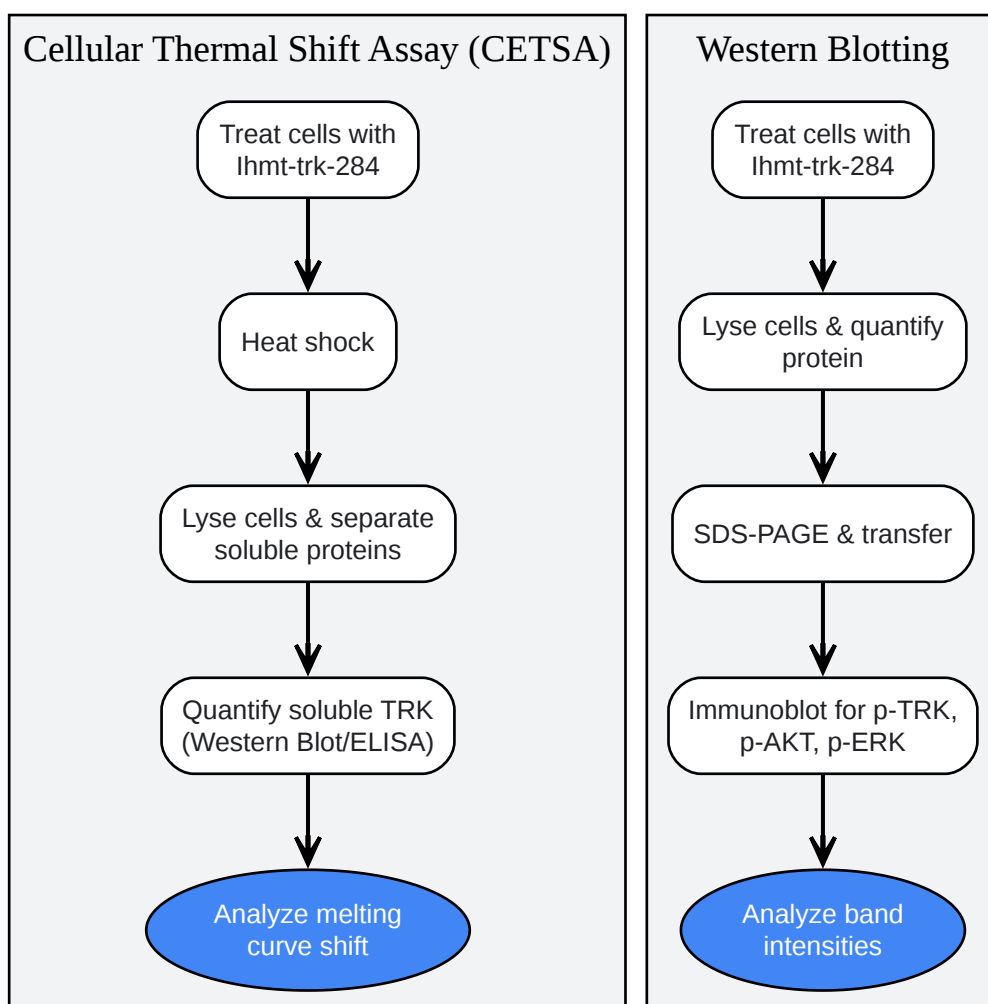 Cellular Thermal Shift Assay (CETSA)
Treat cells with
Ihmt-trk-284
Heat shock
Lyse cells & separate
soluble proteins
Quantify soluble TRK
(Western Blot/ELISA)
Analyze melting
curve shift
Western Blotting
Treat cells with
Ihmt-trk-284
Lyse cells & quantify
protein
SDS-PAGE & transfer
Immunoblot for p-TRK,
p-AKT, p-ERK
Analyze band
intensities